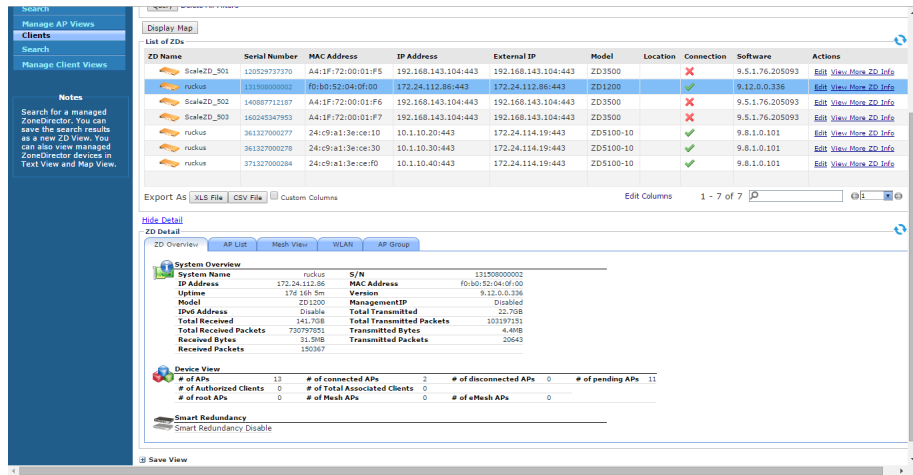 Search
Query Delete All Filters
Manage AP Views
Clients
Search
Manage Client Views
Notes
Search for a managed
ZoneDirector. You can
save the search results
as a new ZD View. You
can also view managed
ZoneDirector devices in
Text View and Map View.
Display Map
List of ZDs
ZD Name Serial Number MAC Address IP Address External IP Model Location Connection Software Actions
ScaleZD_501 120529737370 A4:1F:72:00:01:F5 192.168.143.104:443 192.168.143.104:443 ZD3500 9.5.1.76.205093 Edit View More ZD Info
ruckus 131508000002 f0:b0:52:04:0f:00 172.24.112.86:443 172.24.112.86:443 ZD1200 9.12.0.0.336 Edit View More ZD Info
ScaleZD_502 140887712187 A4:1F:72:00:01:F6 192.168.143.104:443 192.168.143.104:443 ZD3500 9.5.1.76.205093 Edit View More ZD Info
ScaleZD_503 160245347953 A4:1F:72:00:01:F7 192.168.143.104:443 192.168.143.104:443 ZD3500 9.5.1.76.205093 Edit View More ZD Info
ruckus 361327000277 24:c9:a1:3e:ce:10 10.1.10.20:443 172.24.114.19:443 ZD5100-10 9.8.1.0.101 Edit View More ZD Info
ruckus 361327000278 24:c9:a1:3e:ce:30 10.1.10.30:443 172.24.114.19:443 ZD5100-10 9.8.1.0.101 Edit View More ZD Info
ruckus 371327000284 24:c9:a1:3e:ce:f0 10.1.10.40:443 172.24.114.19:443 ZD5100-10 9.8.1.0.101 Edit View More ZD Info
Export As XLS File CSV File Custom Columns Edit Columns 1 - 7 of 7 1
Hide Detail
ZD Detail
ZD Overview AP List Mesh View WLAN AP Group
System Overview
System Name ruckus S/N 131508000002
IP Address 172.24.112.86 MAC Address f0:b0:52:04:0f:00
Uptime 17d 16h 5m Version 9.12.0.0.336
Model ZD1200 ManagementIP Disabled
IPv6 Address Disable Total Transmitted 22.7GB
Total Received 141.7GB Total Transmitted Packets 103197151
Total Received Packets 730797851 Transmitted Bytes 4.4MB
Received Bytes 31.5MB Transmitted Packets 20643
Received Packets 150367
Device View
# of APs 13 # of connected APs 2 # of disconnected APs 0 # of pending APs 11
# of Authorized Clients 0 # of Total Associated Clients 0
# of root APs 0 # of Mesh APs 0 # of eMesh APs 0
Smart Redundancy
Smart Redundancy Disable
Save View